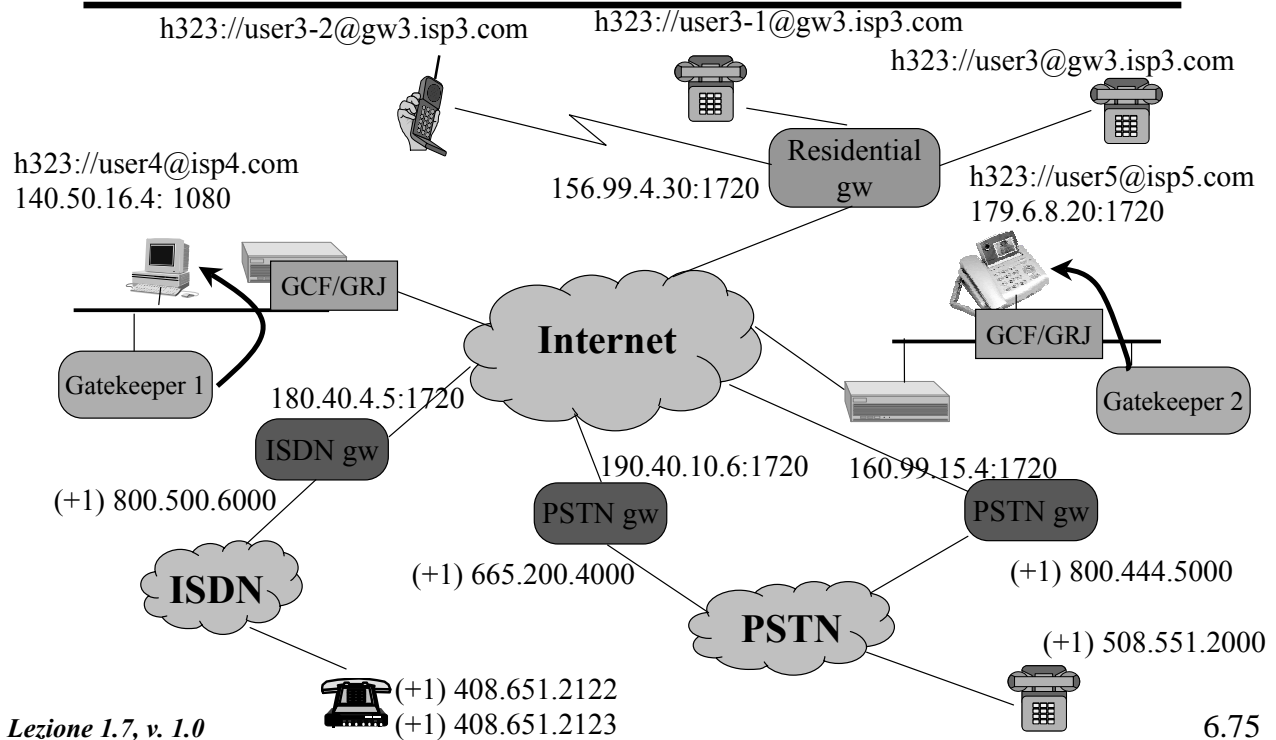 h323://user3-2@gw3.isp3.com
h323://user3-1@gw3.isp3.com
h323://user3@gw3.isp3.com
h323://user4@isp4.com
140.50.16.4: 1080
Residential
gw
156.99.4.30:1720
h323://user5@isp5.com
179.6.8.20:1720
GCF/GRJ
Internet
GCF/GRJ
Gatekeeper 1
Gatekeeper 2
180.40.4.5:1720
ISDN gw
190.40.10.6:1720
160.99.15.4:1720
(+1) 800.500.6000
PSTN gw
PSTN gw
ISDN
(+1) 665.200.4000
(+1) 800.444.5000
PSTN
(+1) 508.551.2000
(+1) 408.651.2122
(+1) 408.651.2123
Lezione 1.7, v. 1.0
6.75